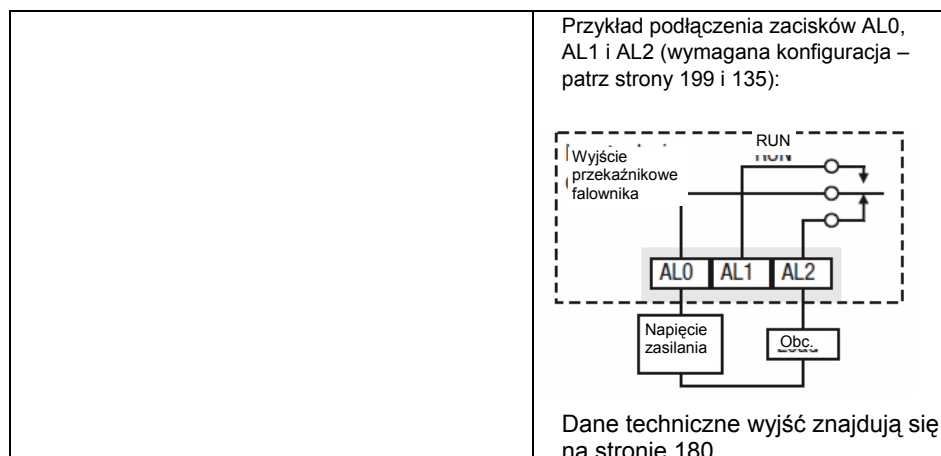 Przykład podłączenia zacisków AL0,
AL1 i AL2 (wymagana konfiguracja –
patrz strony 199 i 135):
RUN
Wyjście
przekaźnikowe
falownika
AL0 AL1 AL2
Napięcie
zasilania
Obc.
Dane techniczne wyjść znajdują się
na stronie 180